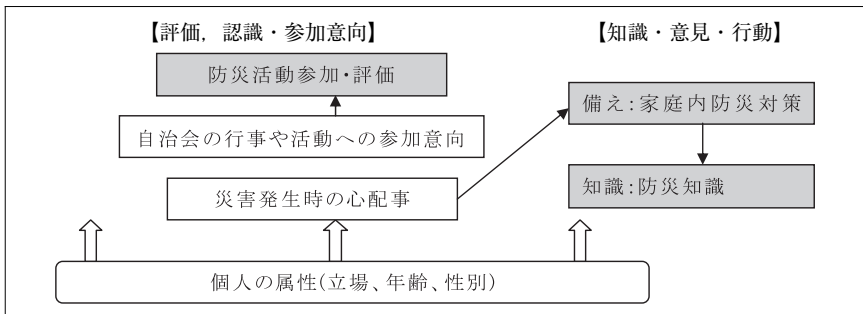 【評価，認識・参加意向】
【知識・意見・行動】
防災活動参加・評価
備え:家庭内防災対策
自治会の行事や活動への参加意向
知識:防災知識
災害発生時の心配事
個人の属性(立場、年齢、性別)